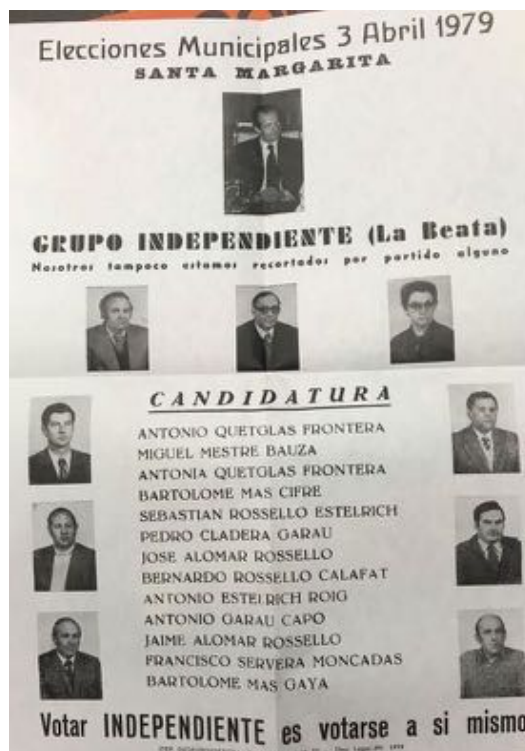 Elecciones Municipales 3 Abril 1979
SANTA MARGARITA
GRUPO INDEPENDIENTE (La Beata)
Nosotros tampoco estamos recortados por partido alguno
CANDIDATURA
ANTONIO QUETGLAS FRONTERA
MIGUEL MESTRE BAUZA
ANTONIA QUETGLAS FRONTERA
BARTOLOME MAS CIFRE
SEBASTIAN ROSSELLO ESTELRICH
PEDRO CLADERA GARAU
JOSE ALOMAR ROSSELLO
BERNARDO ROSSELLO CALAFAT
ANTONIO ESTELRICH ROIG
ANTONIO GARAU CAPO
JAIME ALOMAR ROSSELLO
FRANCISCO SERVERA MONCADAS
BARTOLOME MAS GAYA
Votar INDEPENDIENTE es votarse a si mismo